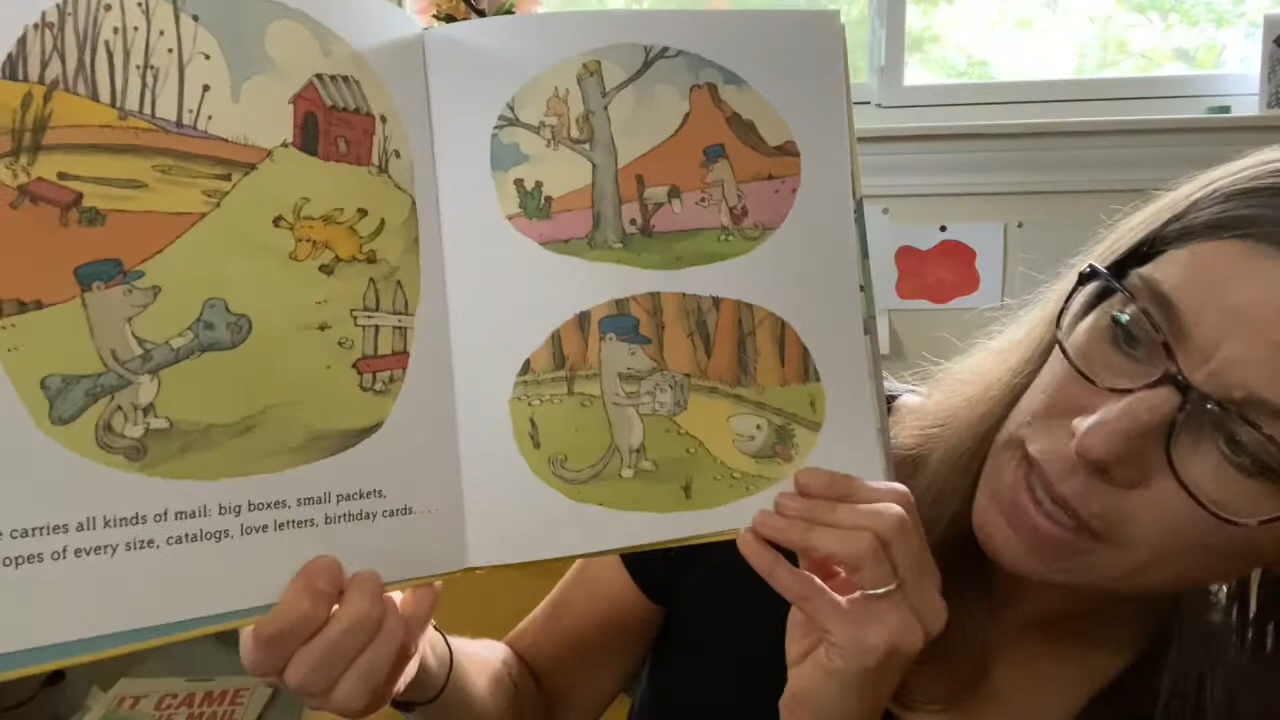 carries all kinds of mail: big boxes, small packets,
of every size, catalogs, love letters, birthday cards. . . .
IT CAME
MAIL